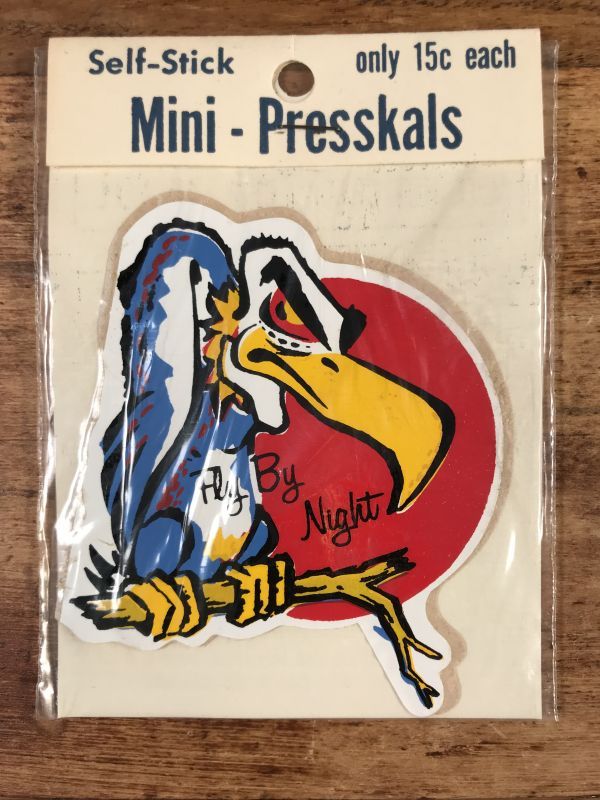 Self-Stick only 15c each
Mini - Presskals
Fly By
Night